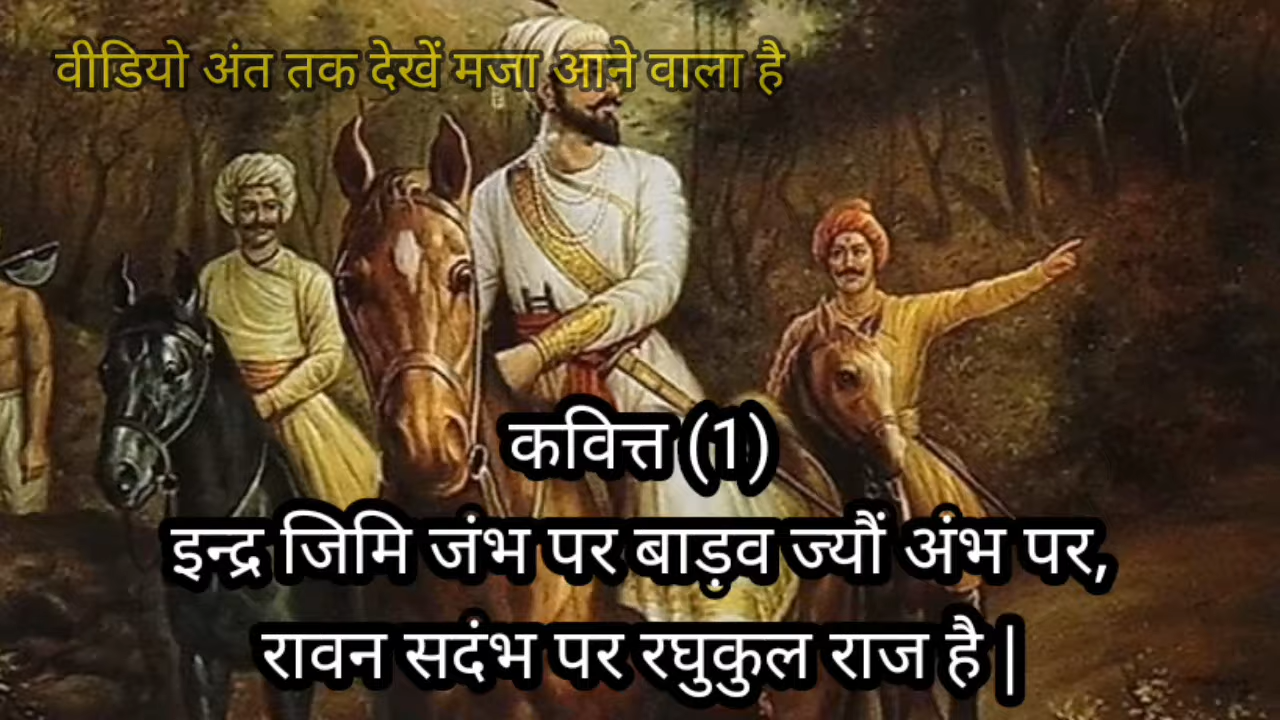 वीडियो अंत तक देखें मजा आने वाला है
कवित्त (1)
इन्द्र जिमि जंभ पर बाड़व ज्यौं अंभ पर,
रावन सदंभ पर रघुकुल राज है |